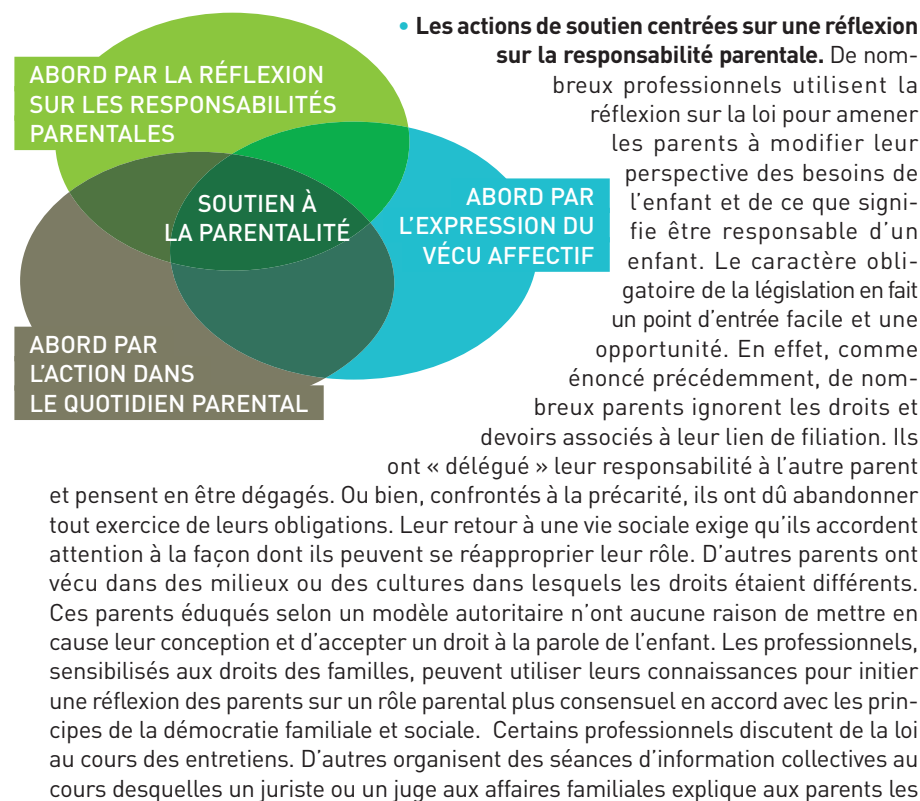 ABORD PAR LA RÉFLEXION
SUR LES RESPONSABILITÉS
PARENTALES
SOUTIEN À
LA PARENTALITÉ
ABORD PAR
L'EXPRESSION DU
VÉCU AFFECTIF
ABORD PAR
L'ACTION DANS
LE QUOTIDIEN PARENTAL
• Les actions de soutien centrées sur une réflexion
sur la responsabilité parentale. De nom-
breux professionnels utilisent la
réflexion sur la loi pour amener
les parents à modifier leur
perspective des besoins de
l'enfant et de ce que signi-
fie être responsable d'un
enfant. Le caractère obli-
gatoire de la législation en fait
un point d'entrée facile et une
opportunité. En effet, comme
énoncé précédemment, de nom-
breux parents ignorent les droits et
devoirs associés à leur lien de filiation. Ils
ont « délégué » leur responsabilité à l'autre parent
et pensent en être dégagés. Ou bien, confrontés à la précarité, ils ont dû abandonner
tout exercice de leurs obligations. Leur retour à une vie sociale exige qu'ils accordent
attention à la façon dont ils peuvent se réapproprier leur rôle. D'autres parents ont
vécu dans des milieux ou des cultures dans lesquels les droits étaient différents.
Ces parents éduqués selon un modèle autoritaire n'ont aucune raison de mettre en
cause leur conception et d'accepter un droit à la parole de l'enfant. Les professionnels,
sensibilisés aux droits des familles, peuvent utiliser leurs connaissances pour initier
une réflexion des parents sur un rôle parental plus consensuel en accord avec les prin-
cipes de la démocratie familiale et sociale. Certains professionnels discutent de la loi
au cours des entretiens. D'autres organisent des séances d'information collectives au
cours desquelles un juriste ou un juge aux affaires familiales explique aux parents les